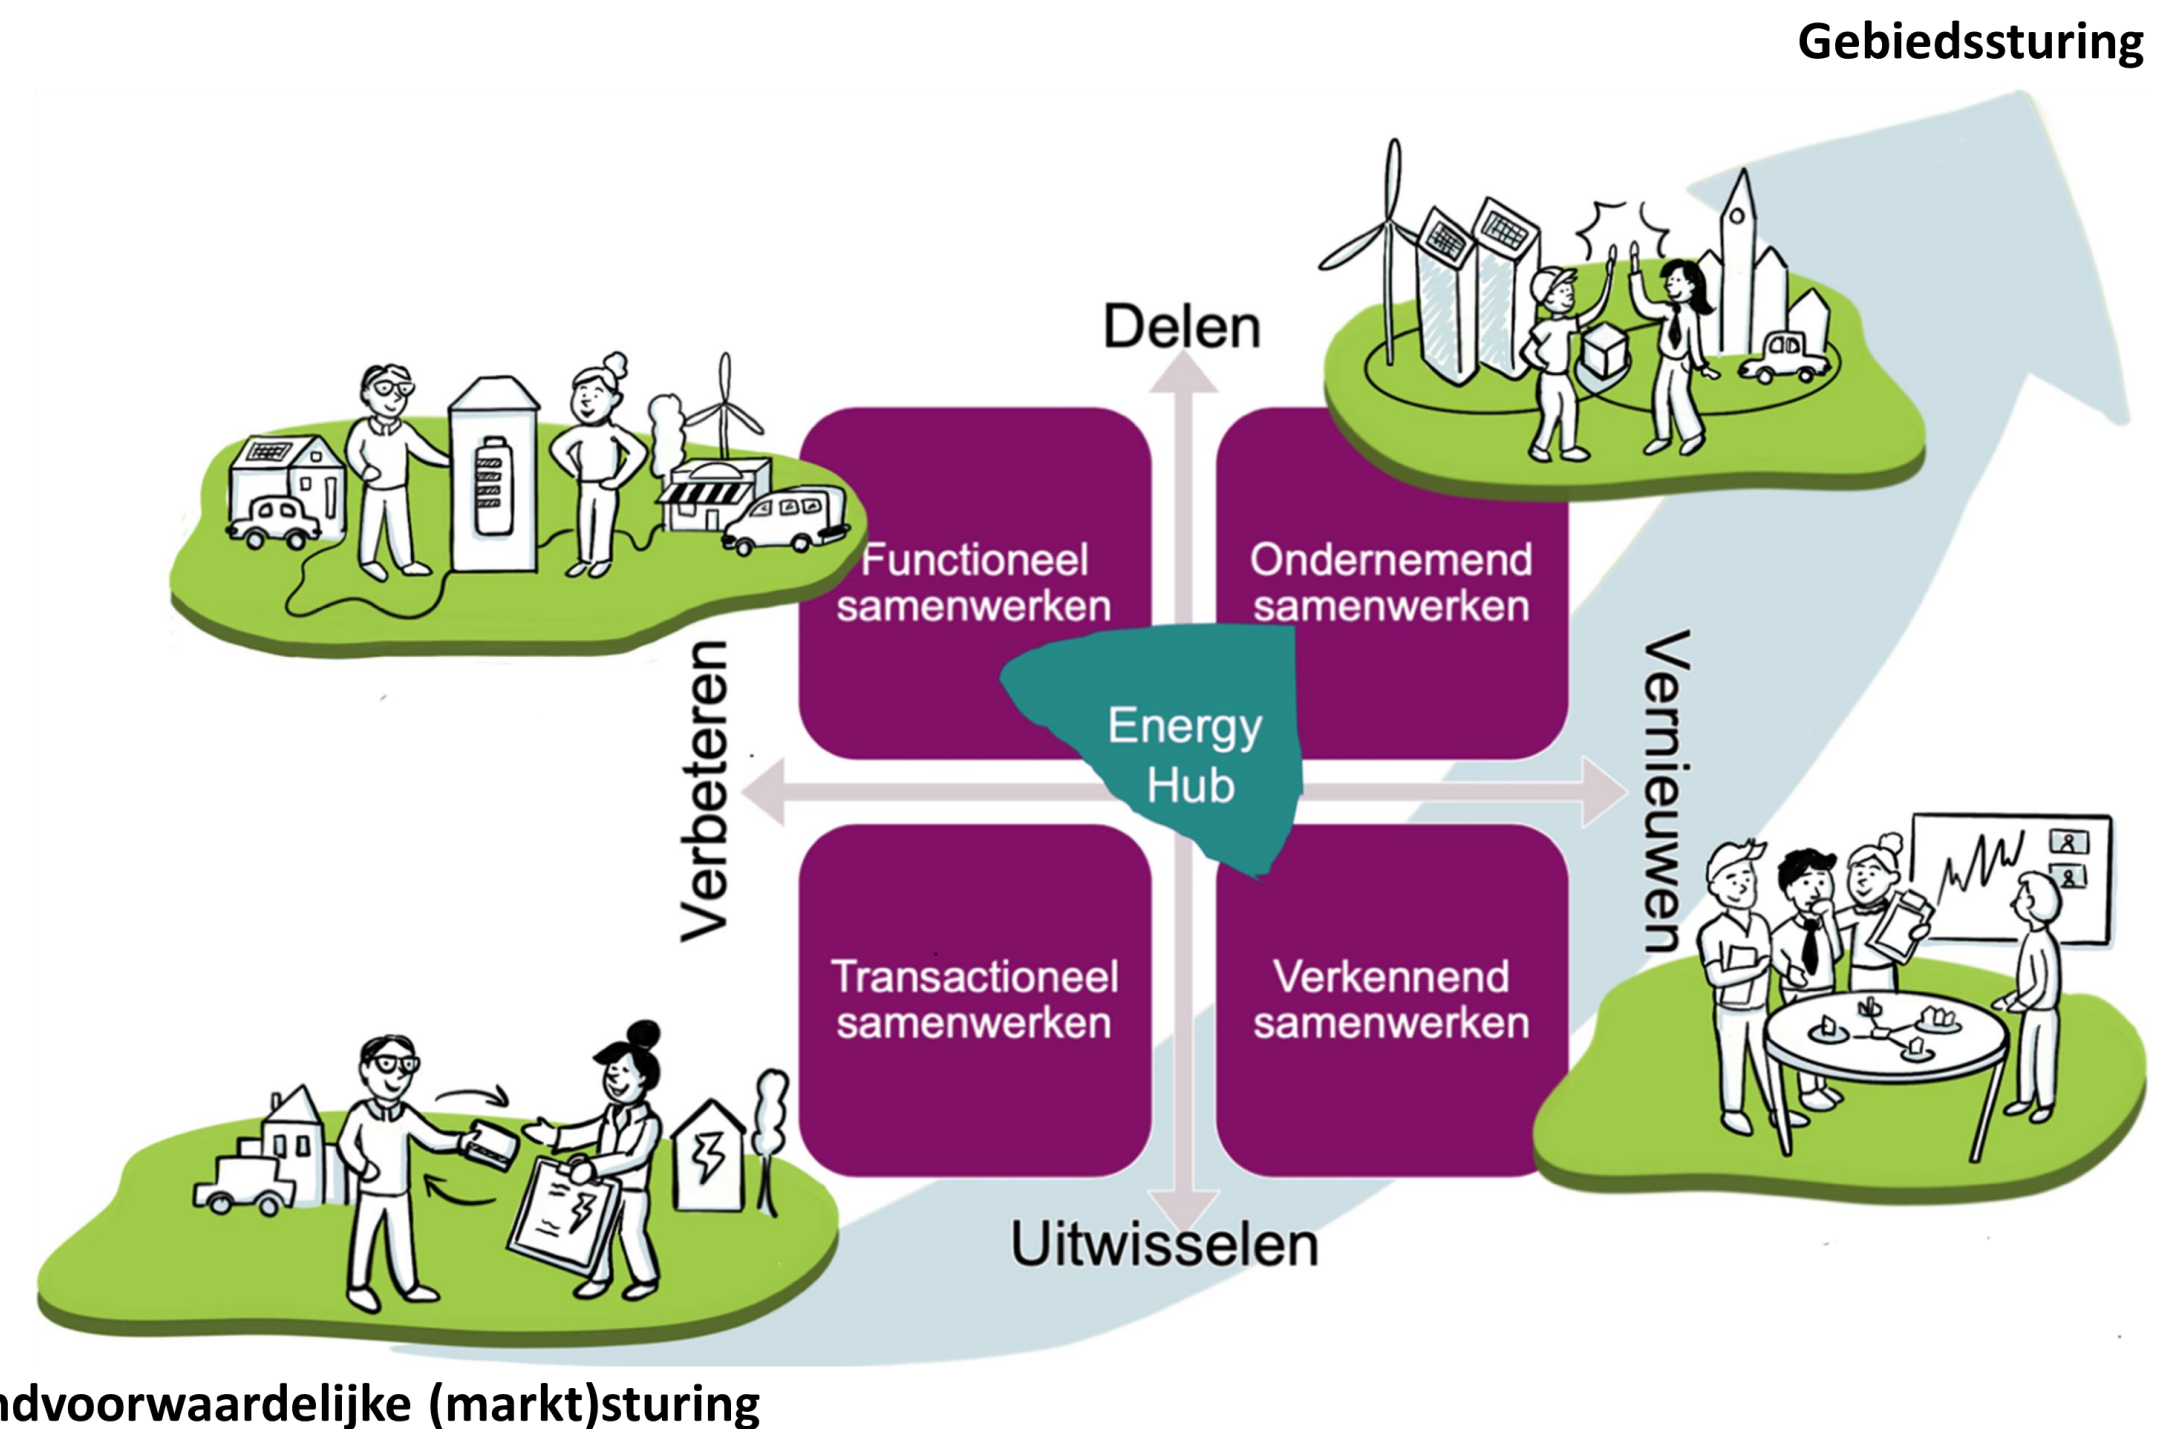 Gebiedssturing
Delen
Functioneel
samenwerken
Ondernemend
samenwerken
Verbeteren
Energy
Hub
Vernieuwen
Transactioneel
samenwerken
Verkennend
samenwerken
Uitwisselen
ndvoorwaardelijke (markt)sturing